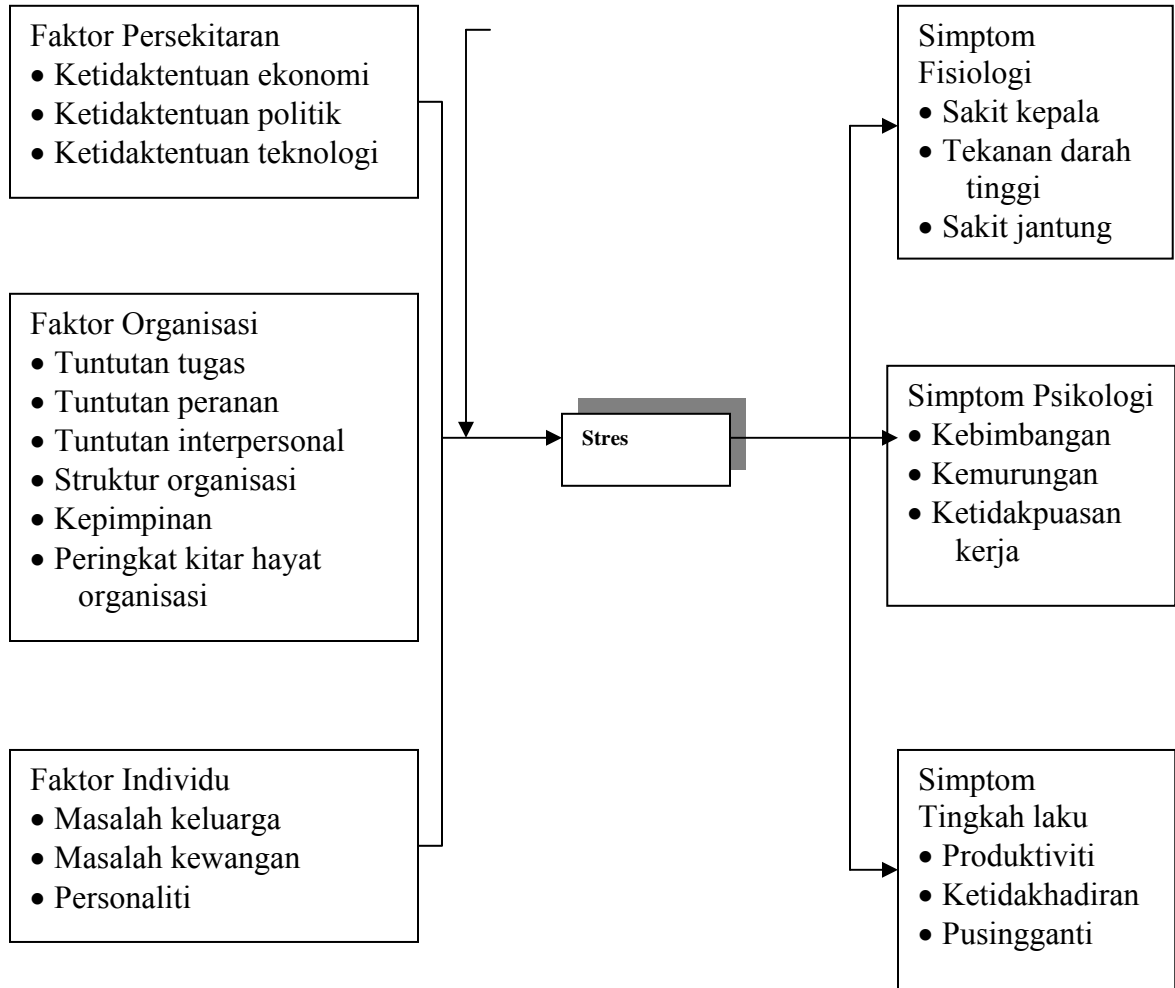 Faktor Persekitaran
• Ketidaktentuan ekonomi
• Ketidaktentuan politik
• Ketidaktentuan teknologi
Faktor Organisasi
• Tuntutan tugas
• Tuntutan peranan
• Tuntutan interpersonal
• Struktur organisasi
• Kepimpinan
• Peringkat kitar hayat
organisasi
Faktor Individu
• Masalah keluarga
• Masalah kewangan
• Personaliti
Stres
Simptom
Fisiologi
• Sakit kepala
• Tekanan darah
tinggi
• Sakit jantung
Simptom Psikologi
• Kebimbangan
• Kemurungan
• Ketidakpuasan
kerja
Simptom
Tingkah laku
• Produktiviti
• Ketidakhadiran
• Pusingganti